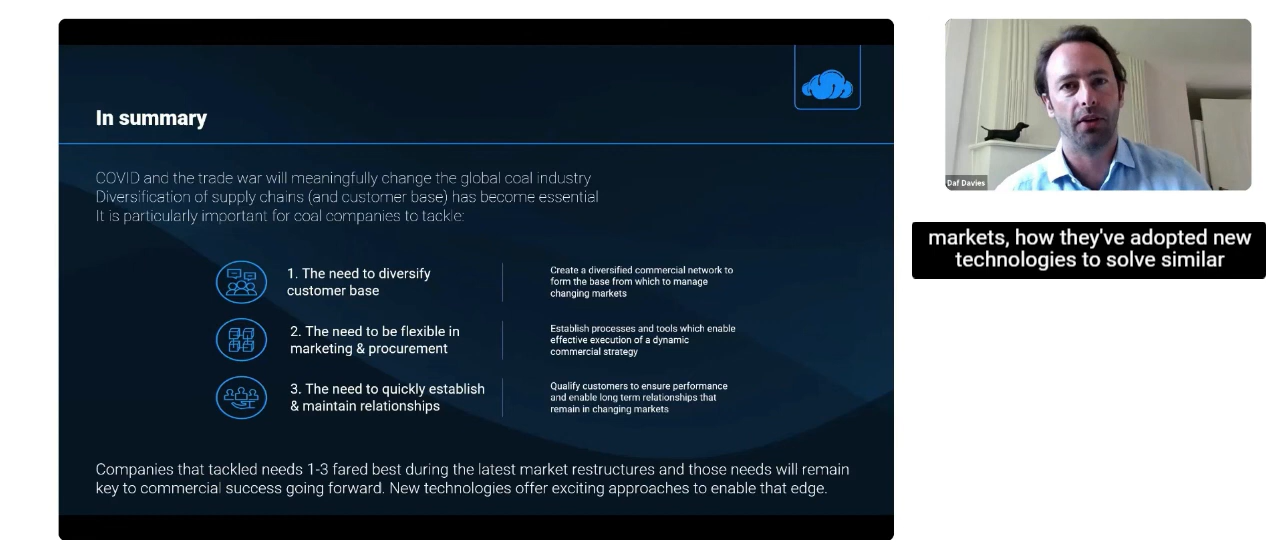 In summary
COVID and the trade war will meaningfully change the global coal industry
Diversification of supply chains (and customer base) has become essential
It is particularly important for coal companies to tackle:
1. The need to diversify
customer base
Create a diversified commercial network to
form the base from which to manage
changing markets
2. The need to be flexible in
marketing & procurement
Establish processes and tools which enable
effective execution of a dynamic
commercial strategy
3. The need to quickly establish
& maintain relationships
Qualify customers to ensure performance
and enable long term relationships that
remain in changing markets
Companies that tackled needs 1-3 fared best during the latest market restructures and those needs will remain
key to commercial success going forward. New technologies offer exciting approaches to enable that edge.
Daf Davies
markets, how they've adopted new
technologies to solve similar